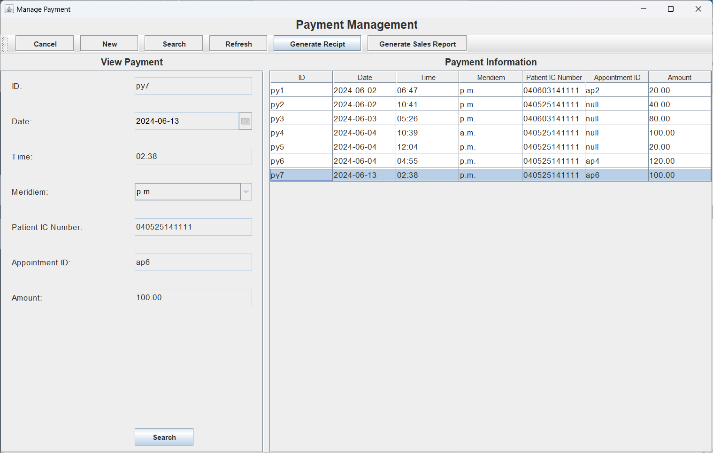 Manage Payment
Payment Management
Cancel New Search Refresh Generate Recipt Generate Sales Report
View Payment
ID: py7
Date: 2024-06-13
Time: 02:38
Meridiem: p.m.
Patient IC Number: 040525141111
Appointment ID: ap6
Amount: 100.00
Search
Payment Information
ID Date Time Meridiem Patient IC Number Appointment ID Amount
py1 2024-06-02 06:47 p.m. 040603141111 ap2 20.00
py2 2024-06-02 10:41 p.m. 040525141111 null 40.00
py3 2024-06-03 05:26 p.m. 040603141111 null 80.00
py4 2024-06-04 10:39 a.m. 040525141111 null 100.00
py5 2024-06-04 12:04 p.m. 040525141111 null 20.00
py6 2024-06-04 04:55 p.m. 040525141111 ap4 120.00
py7 2024-06-13 02:38 p.m. 040525141111 ap6 100.00